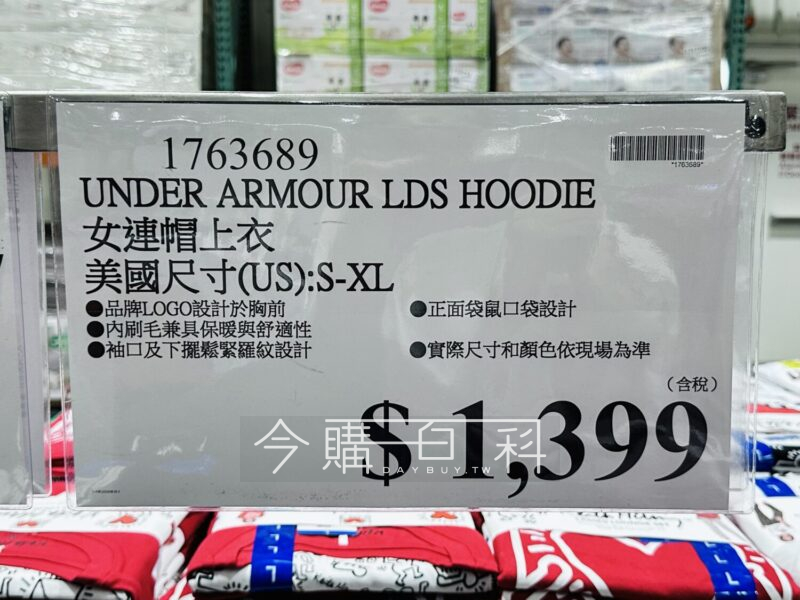 1763689
*1763689*
UNDER ARMOUR LDS HOODIE
女連帽上衣
美國尺寸(US):S-XL
●品牌LOGO設計於胸前
●內刷毛兼具保暖與舒適性
●袖口及下擺鬆緊羅紋設計
●正面袋鼠口袋設計
●實際尺寸和顏色依現場為準
(含稅)
$1,399
今購百科
DAYBUY.TW